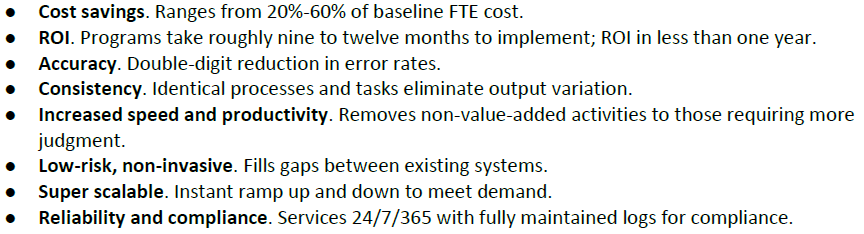 ● Cost savings. Ranges from 20%-60% of baseline FTE cost.
● ROI. Programs take roughly nine to twelve months to implement; ROI in less than one year.
● Accuracy. Double-digit reduction in error rates.
● Consistency. Identical processes and tasks eliminate output variation.
● Increased speed and productivity. Removes non-value-added activities to those requiring more
judgment.
● Low-risk, non-invasive. Fills gaps between existing systems.
● Super scalable. Instant ramp up and down to meet demand.
● Reliability and compliance. Services 24/7/365 with fully maintained logs for compliance.